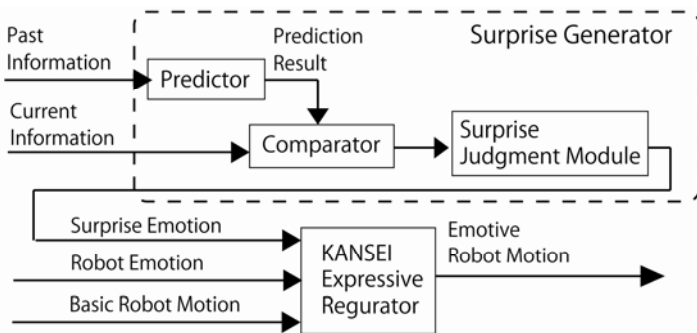 Past
Information
Prediction
Result
Surprise Generator
Predictor
Current
Information
Comparator
Surprise
Judgment Module
Surprise Emotion
Robot Emotion
Basic Robot Motion
KANSEI
Expressive
Regurator
Emotive
Robot Motion